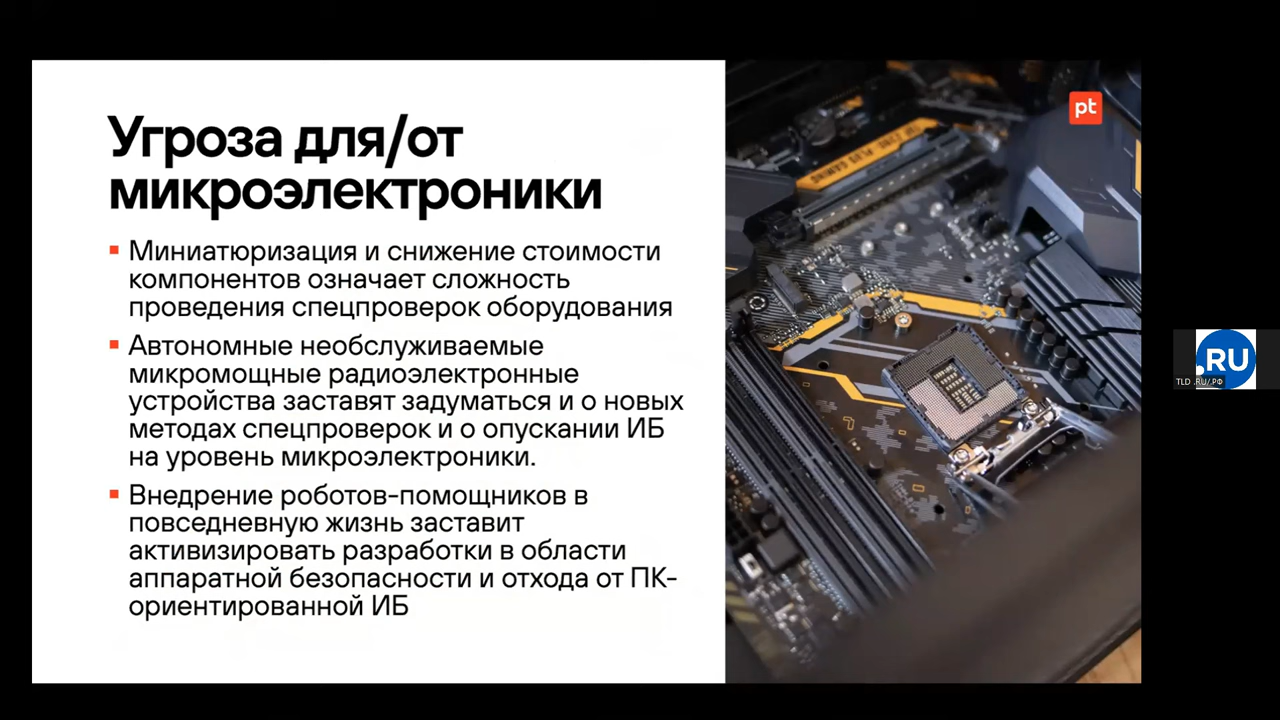 Угроза для/от
микроэлектроники
Миниатюризация и снижение стоимости
компонентов означает сложность
проведения спецпроверок оборудования
Автономные необслуживаемые
микромощные радиоэлектронные
устройства заставят задуматься и о новых
методах спецпроверок и о опускании ИБ
на уровень микроэлектроники.
Внедрение роботов-помощников в
повседневную жизнь заставит
активизировать разработки в области
аппаратной безопасности и отхода от ПК-
ориентированной ИБ
pt
PLUS GAMING
.RU
TLD .RU/.РФ